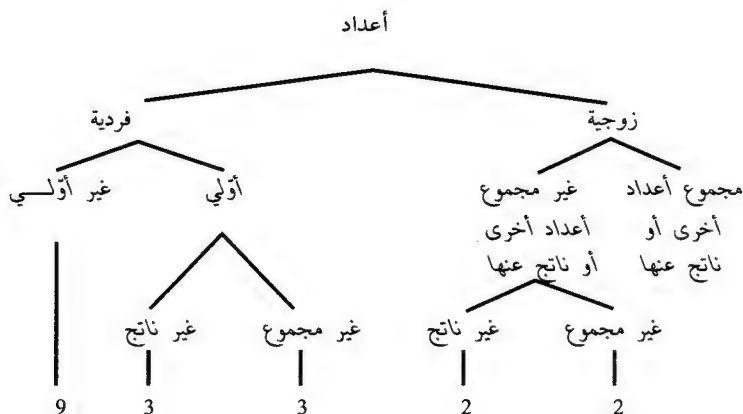 أعداد
زوجية فردية
مجموع أعداد غير مجموع أوّلي غير أوّلـــي
أخرى أو أعداد أخرى
ناتج عنها أو ناتج عنها
غير مجموع غير ناتج غير مجموع غير ناتج
2 2 3 3 9